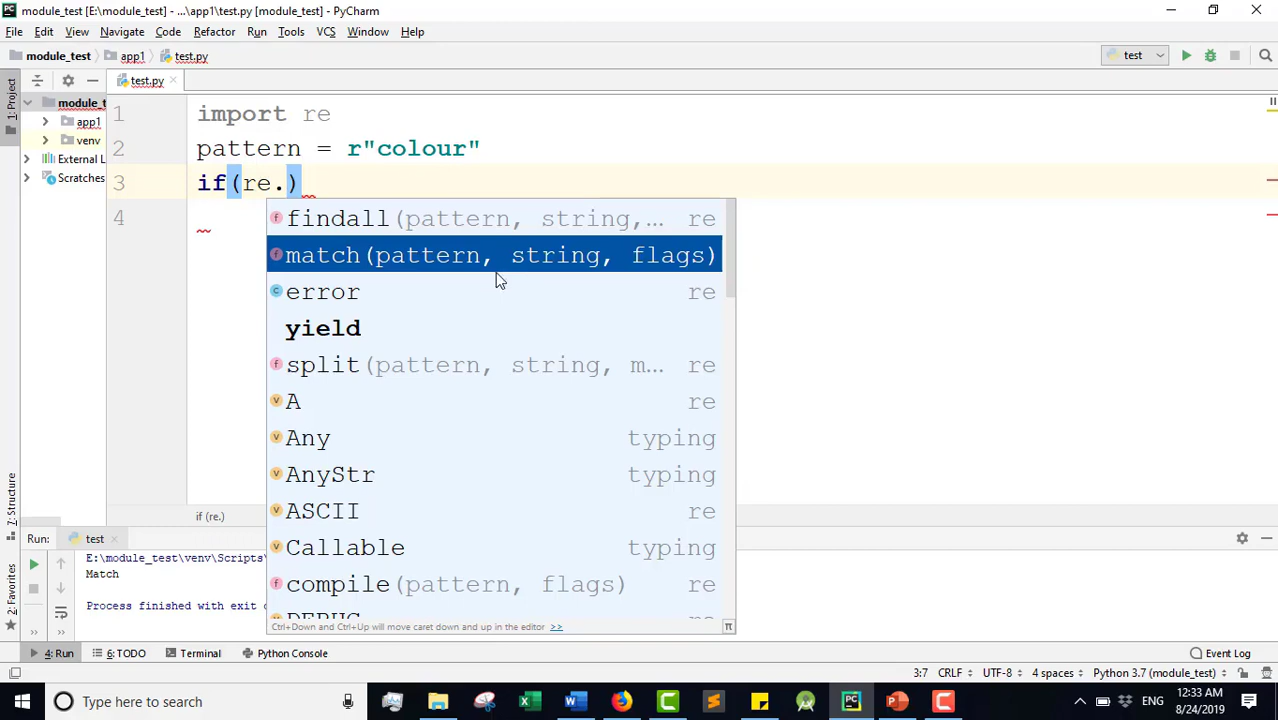 module_test [E:\module_test] - ...\app1\test.py [module_test] - PyCharm
File Edit View Navigate Code Refactor Run Tools VCS Window Help
module_test app1 test.py test
1: Project
module_t
app1
venv
External L
Scratches
test.py
1 import re
2 pattern = r"colour"
3 if(re.)
4
findall(pattern, string,... re
match(pattern, string, flags)
error re
yield
split(pattern, string, m... re
A re
Any typing
AnyStr typing
ASCII re
Callable typing
compile(pattern, flags) re
Ctrl+Down and Ctrl+Up will move caret down and up in the editor >> π
if (re.)
7: Structure
2: Favorites
Run: test
E:\module_test\venv\Scripts\
Match
Process finished with exit
4: Run 6: TODO Terminal Python Console Event Log
3:7 CRLF UTF-8 4 spaces Python 3.7 (module_test)
Type here to search
ENG
12:33 AM
8/24/2019